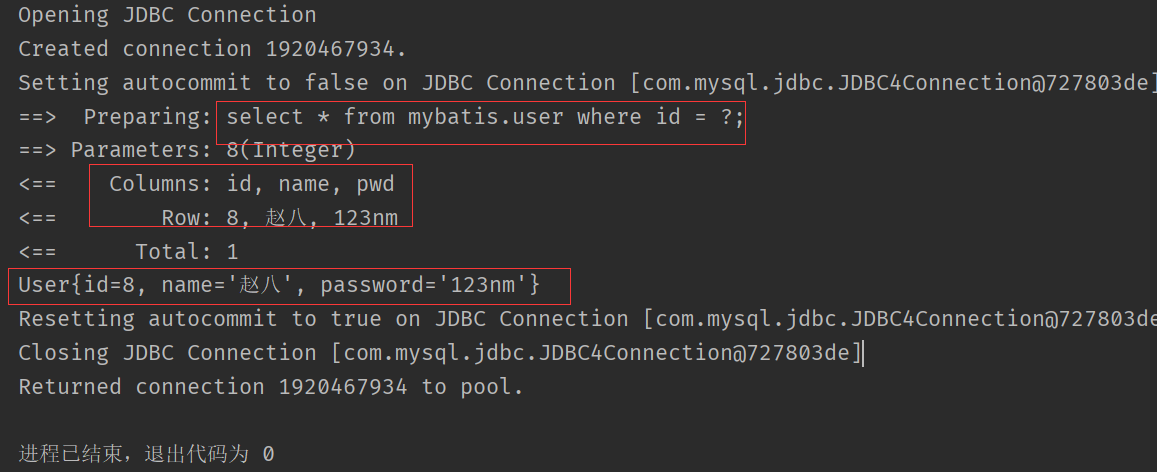 Opening JDBC Connection
Created connection 1920467934.
Setting autocommit to false on JDBC Connection [com.mysql.jdbc.JDBC4Connection@727803de]
==>  Preparing: select * from mybatis.user where id = ?;
==> Parameters: 8(Integer)
<==    Columns: id, name, pwd
<==        Row: 8, 赵八, 123nm
<==      Total: 1
User{id=8, name='赵八', password='123nm'}
Resetting autocommit to true on JDBC Connection [com.mysql.jdbc.JDBC4Connection@727803de
Closing JDBC Connection [com.mysql.jdbc.JDBC4Connection@727803de]
Returned connection 1920467934 to pool.
进程已结束，退出代码为 0